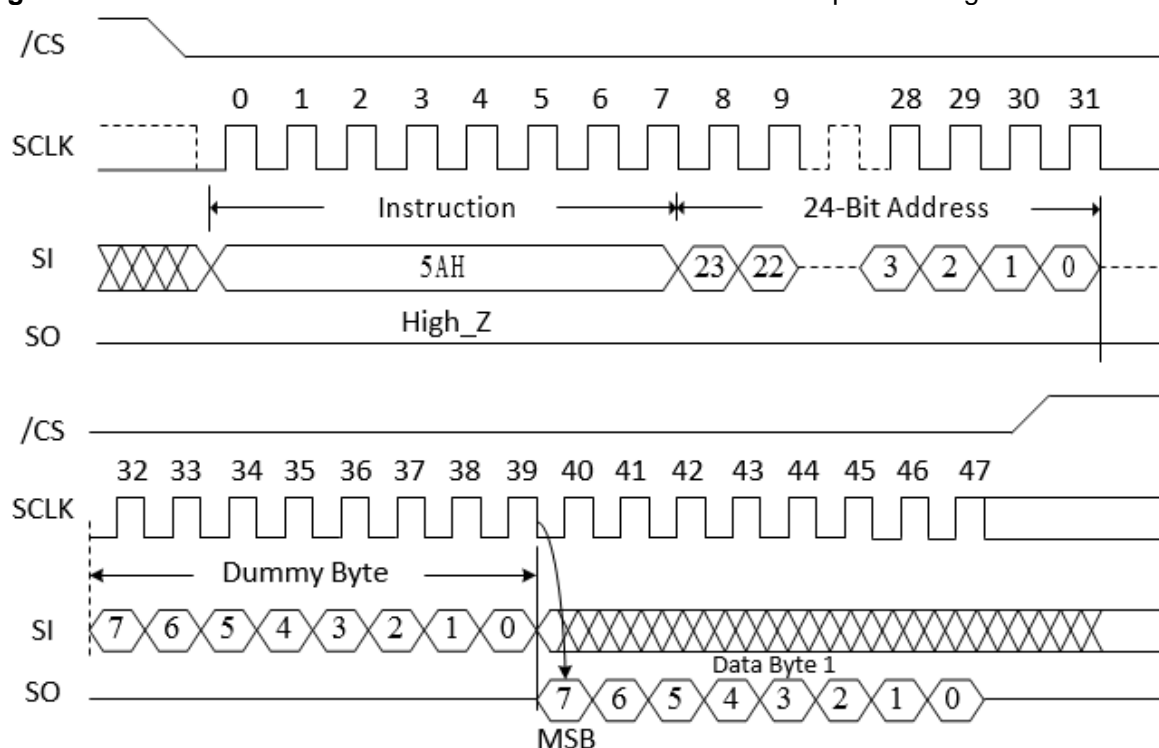 /CS
0 1 2 3 4 5 6 7 8 9 28 29 30 31
SCLK
Instruction 24-Bit Address
SI 5AH 23 22 3 2 1 0
High_Z
SO
/CS
32 33 34 35 36 37 38 39 40 41 42 43 44 45 46 47
SCLK
Dummy Byte
SI 7 6 5 4 3 2 1 0
Data Byte 1
SO 7 6 5 4 3 2 1 0
MSB